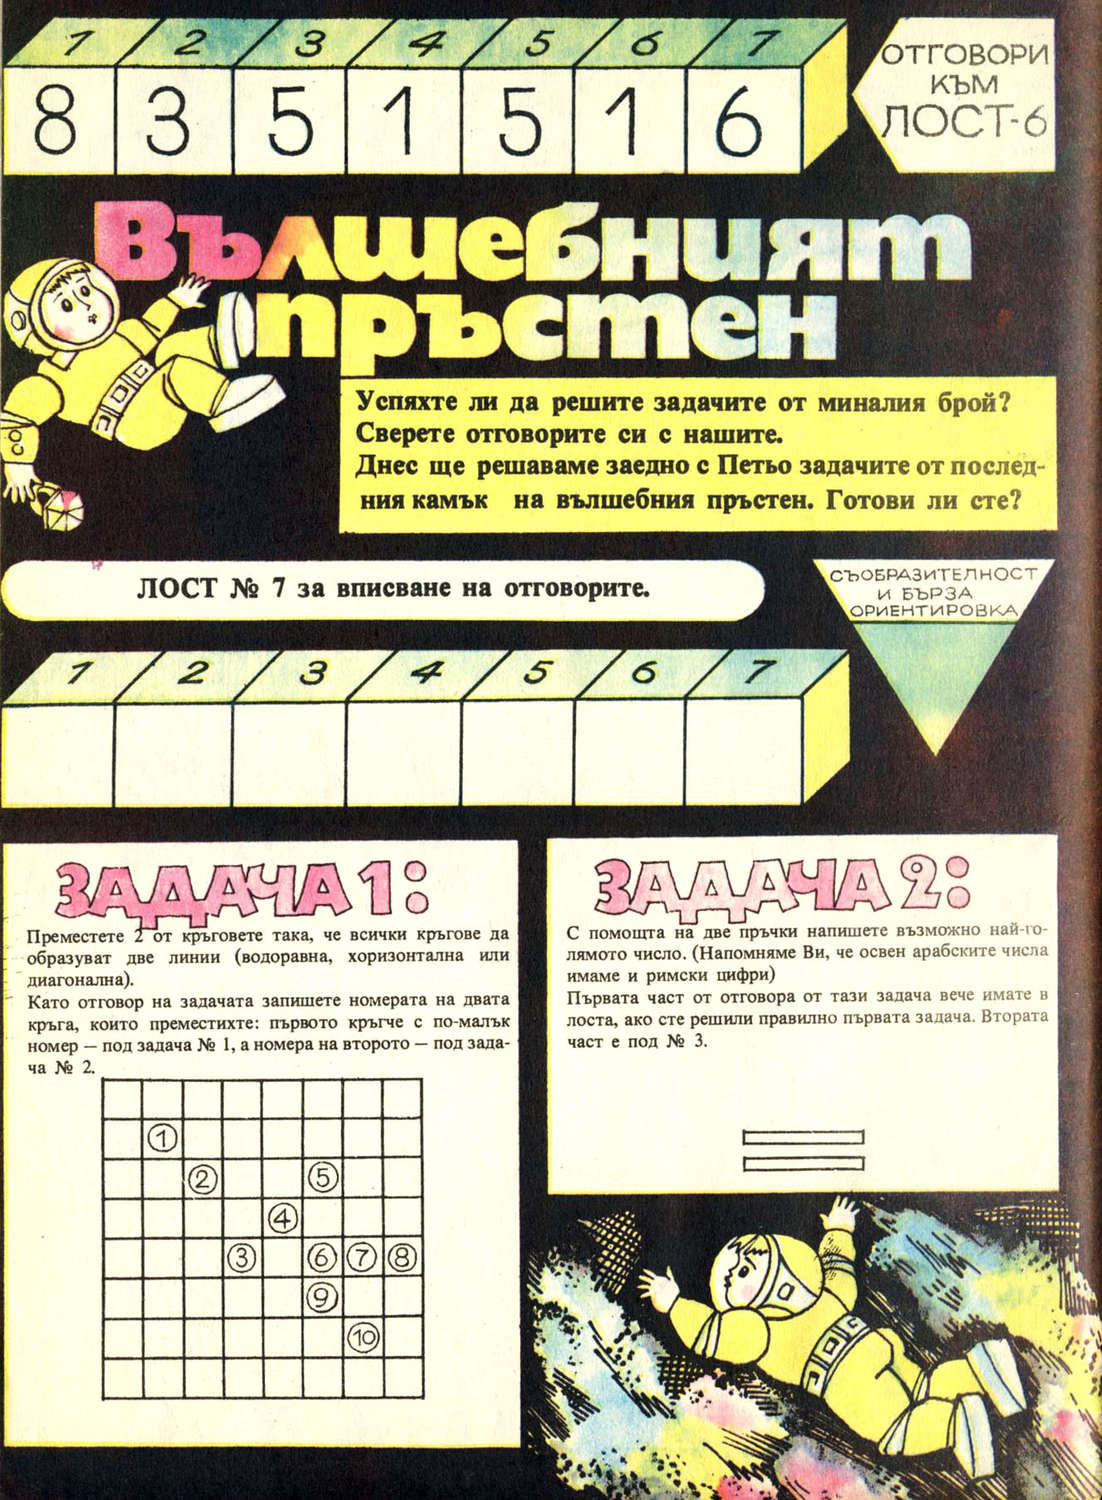 1 2 3 4 5 6 7
8 3 5 1 5 1 6
ОТГОВОРИ
КЪМ
ЛОСТ-6
Вълшебният
пръстен
Успяхте ли да решите задачите от миналия брой?
Сверете отговорите си с нашите.
Днес ще решаваме заедно с Петьо задачите от послед-
ния камък на вълшебния пръстен. Готови ли сте?
ЛОСТ № 7 за вписване на отговорите.
СЪОБРАЗИТЕЛНОСТ
И БЪРЗА
ОРИЕНТИРОВКА
1 2 3 4 5 6 7
ЗАДАЧА 1:
Преместете 2 от кръговете така, че всички кръгове да
образуват две линии (водоравна, хоризонтална или
диагонална).
Като отговор на задачата запишете номерата на двата
кръга, които преместихте: първото кръгче с по-малък
номер — под задача № 1, а номера на второто — под зада-
ча № 2.
1
2 5
4
3 6 7 8
9
10
ЗАДАЧА 2:
С помощта на две пръчки напишете възможно най-го-
лямото число. (Напомняме Ви, че освен арабските числа
имаме и римски цифри)
Първата част от отговора от тази задача вече имате в
лоста, ако сте решили правилно първата задача. Втората
част е под № 3.